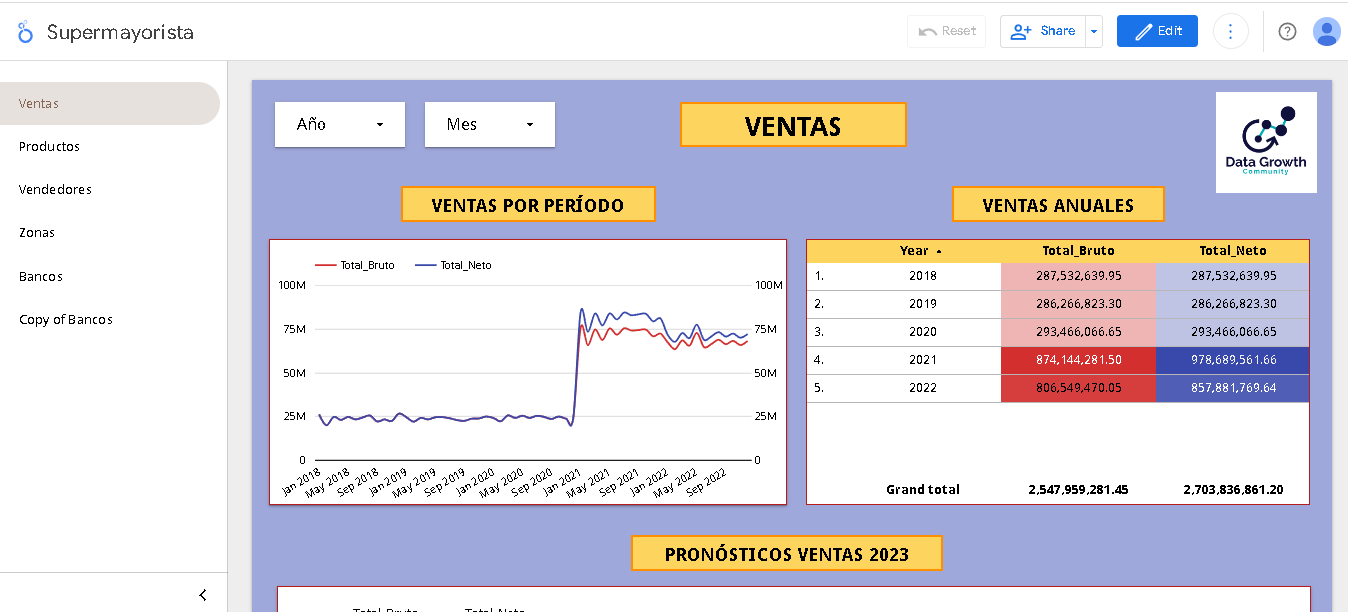 Supermayorista
Reset
Share
Edit
Ventas
Productos
Vendedores
Zonas
Bancos
Copy of Bancos
Año
Mes
VENTAS
Data Growth
Community
VENTAS POR PERÍODO
Total_Bruto Total_Neto
100M 100M
75M 75M
50M 50M
25M 25M
0 0
Jan 2018 May 2018 Sep 2018 Jan 2019 May 2019 Sep 2019 Jan 2020 May 2020 Sep 2020 Jan 2021 May 2021 Sep 2021 Jan 2022 May 2022 Sep 2022
VENTAS ANUALES
Year Total_Bruto Total_Neto
1. 2018 287,532,639.95 287,532,639.95
2. 2019 286,266,823.30 286,266,823.30
3. 2020 293,466,066.65 293,466,066.65
4. 2021 874,144,281.50 978,689,561.66
5. 2022 806,549,470.05 857,881,769.64
Grand total 2,547,959,281.45 2,703,836,861.20
PRONÓSTICOS VENTAS 2023
Total_Bruto Total_Neto